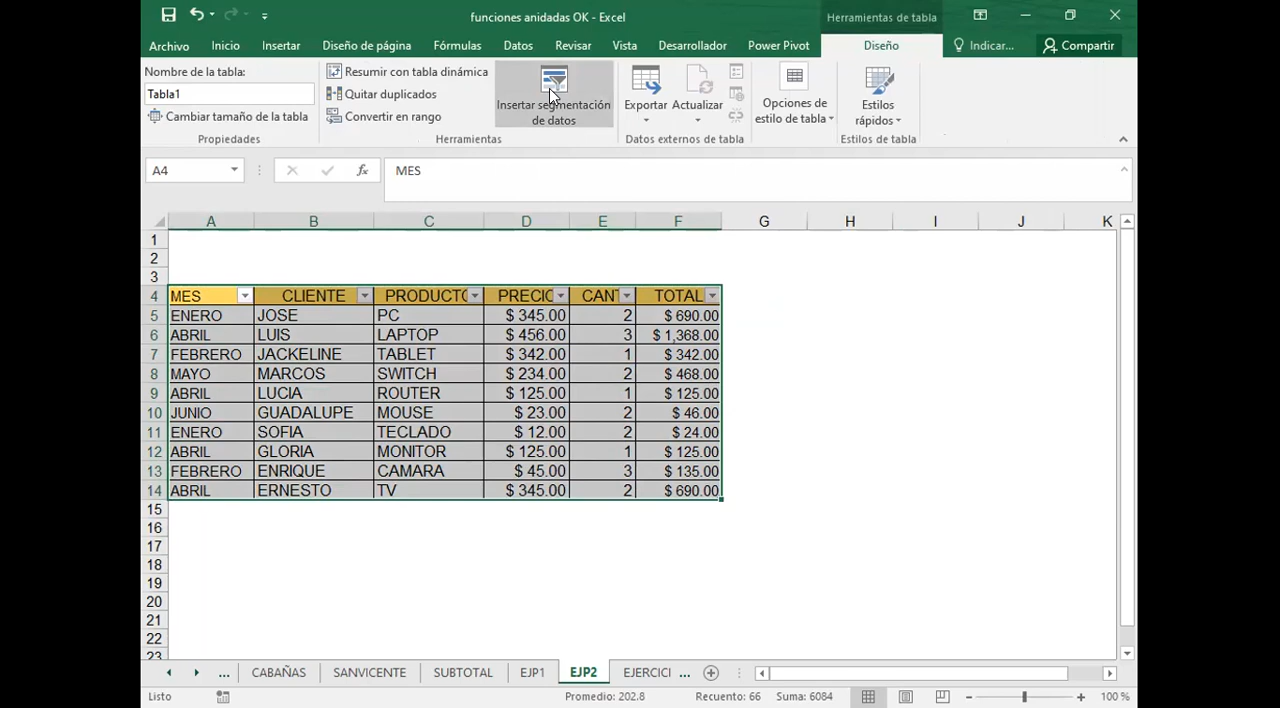 funciones anidadas OK - Excel
Herramientas de tabla
Archivo Inicio Insertar Diseño de página Fórmulas Datos Revisar Vista Desarrollador Power Pivot Diseño Indicar... Compartir
Nombre de la tabla:
Tabla1
Cambiar tamaño de la tabla
Propiedades
Resumir con tabla dinámica
Quitar duplicados
Convertir en rango
Insertar segmentación
de datos
Herramientas
Exportar Actualizar
Datos externos de tabla
Opciones de
estilo de tabla
Estilos
rápidos
Estilos de tabla
A4 fx MES
A B C D E F G H I J K
1
2
3
4 MES CLIENTE PRODUCTO PRECIO CANT TOTAL
5 ENERO JOSE PC $ 345.00 2 $ 690.00
6 ABRIL LUIS LAPTOP $ 456.00 3 $ 1,368.00
7 FEBRERO JACKELINE TABLET $ 342.00 1 $ 342.00
8 MAYO MARCOS SWITCH $ 234.00 2 $ 468.00
9 ABRIL LUCIA ROUTER $ 125.00 1 $ 125.00
10 JUNIO GUADALUPE MOUSE $ 23.00 2 $ 46.00
11 ENERO SOFIA TECLADO $ 12.00 2 $ 24.00
12 ABRIL GLORIA MONITOR $ 125.00 1 $ 125.00
13 FEBRERO ENRIQUE CAMARA $ 45.00 3 $ 135.00
14 ABRIL ERNESTO TV $ 345.00 2 $ 690.00
15
16
17
18
19
20
21
22
23
... CABAÑAS SANVICENTE SUBTOTAL EJP1 EJP2 EJERCICI ...
Listo Promedio: 202.8 Recuento: 66 Suma: 6084 100 %